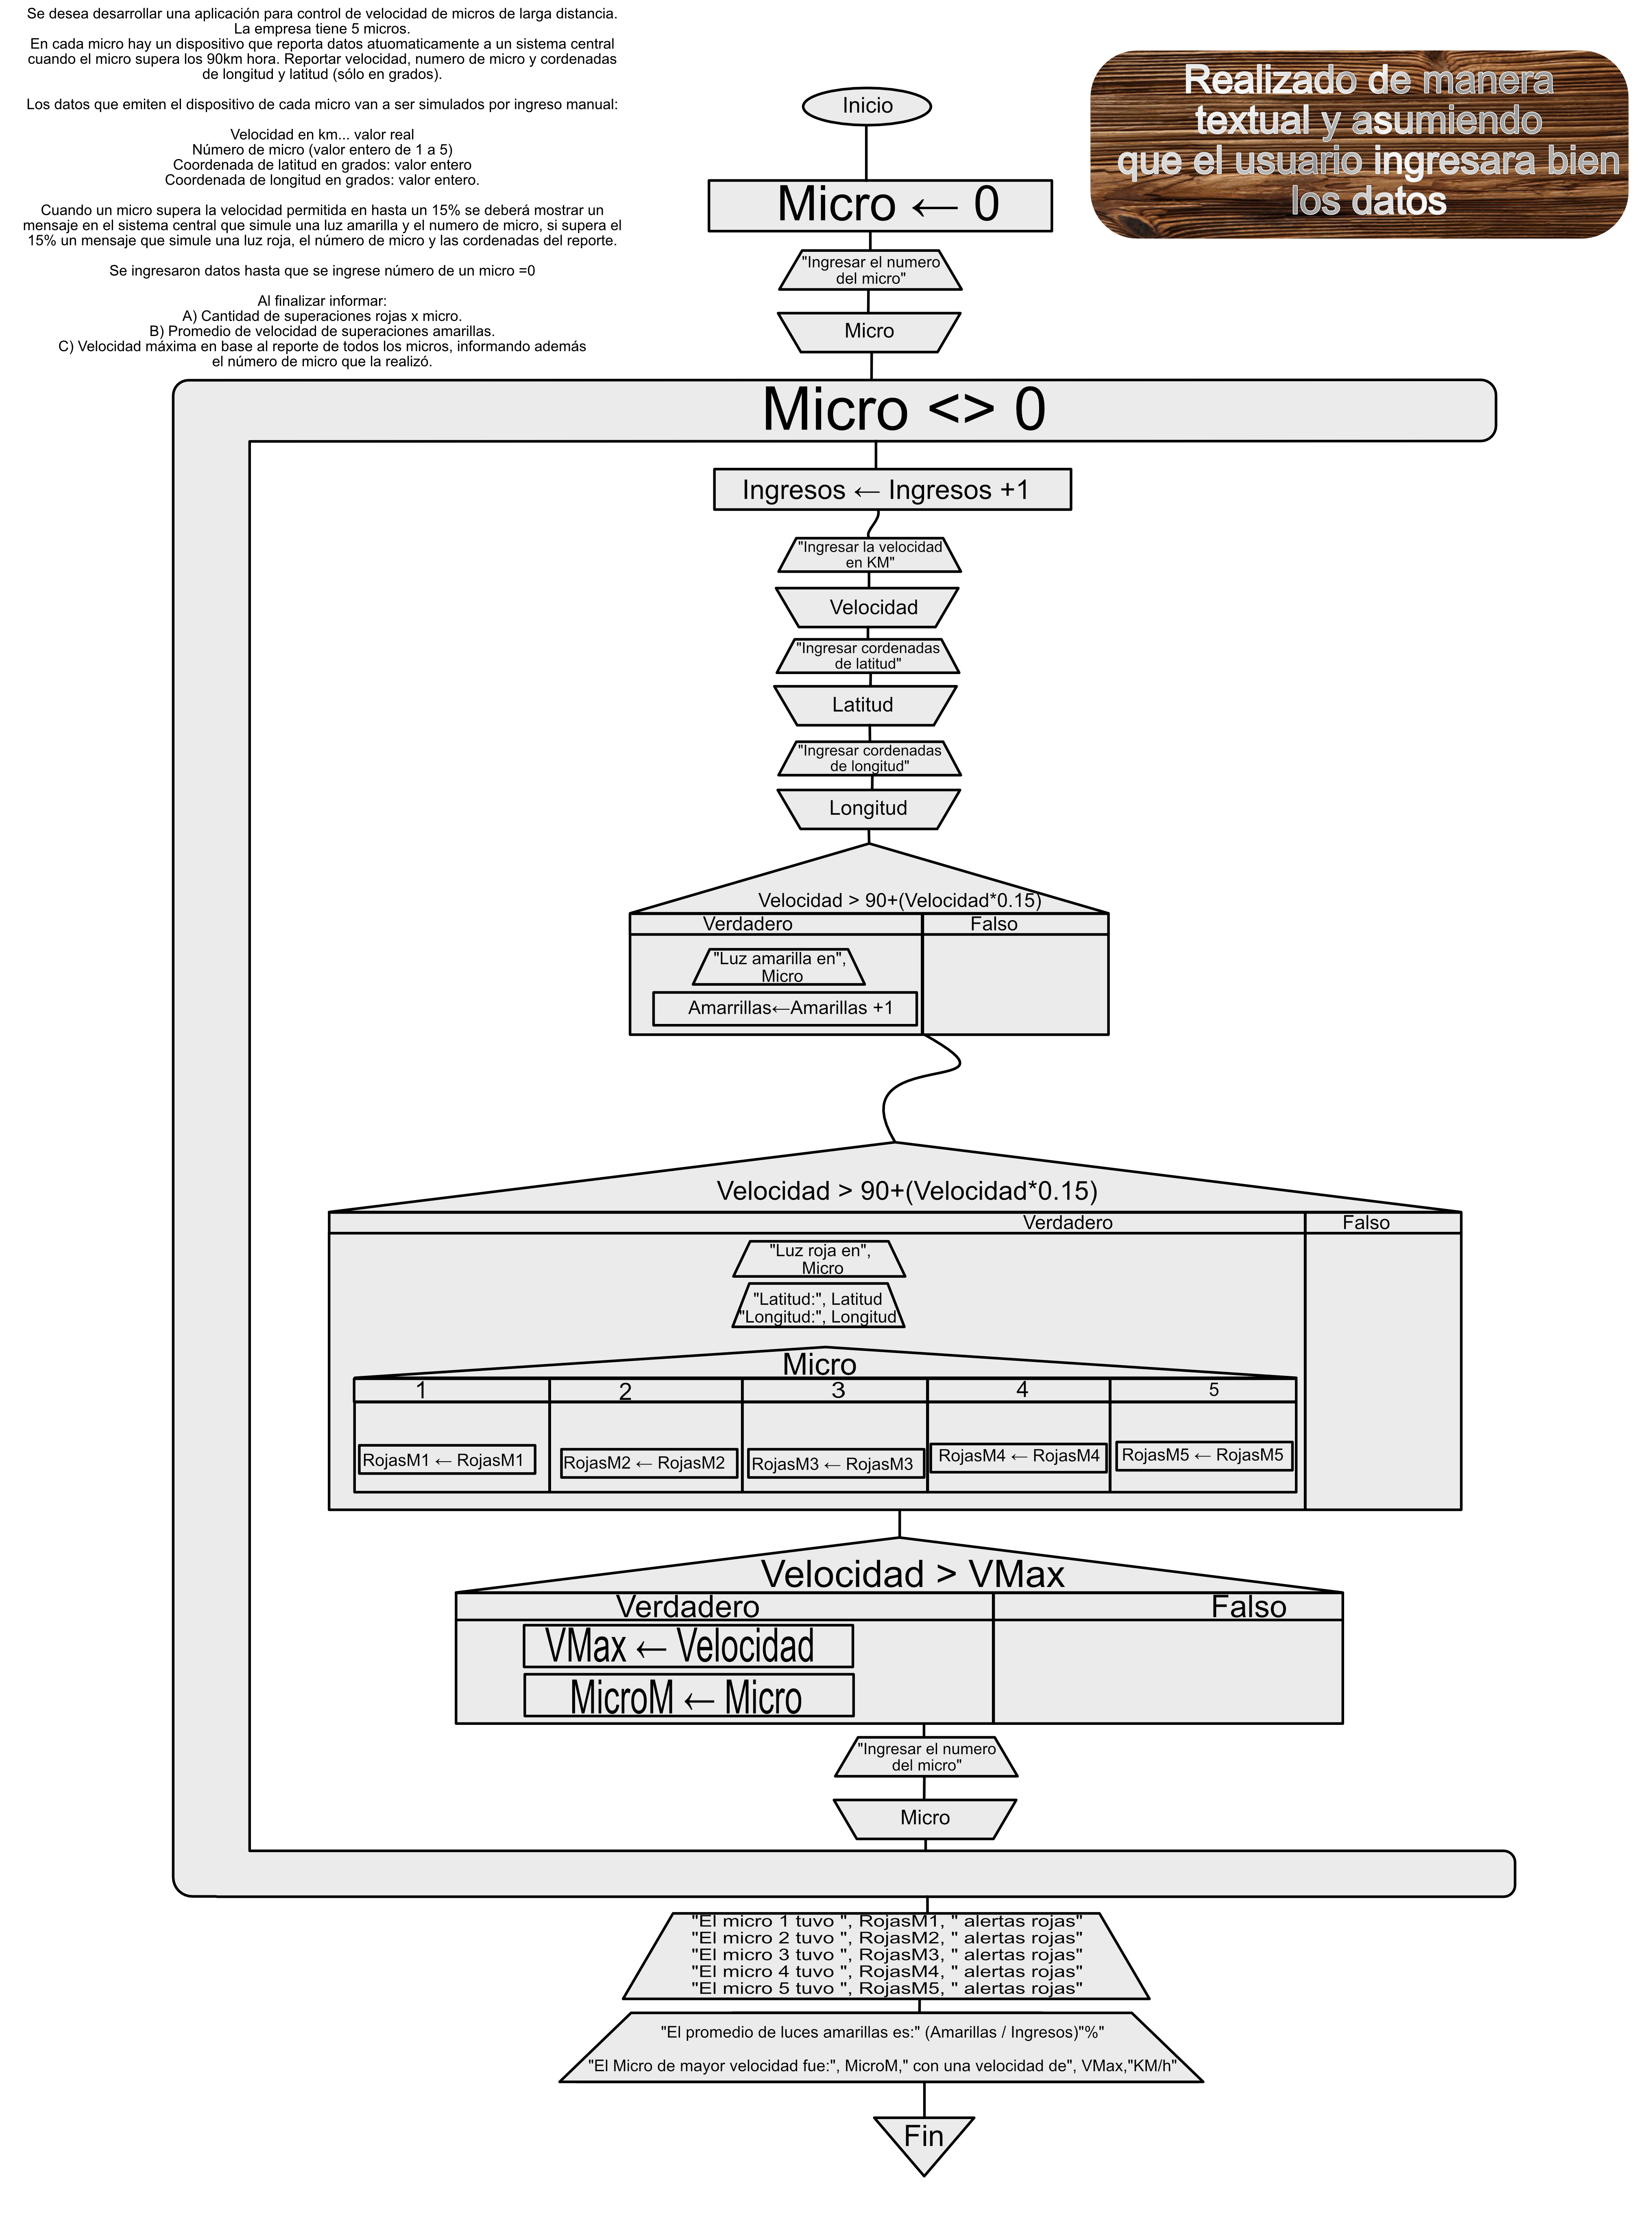 Se desea desarrollar una aplicación para control de velocidad de micros de larga distancia.
La empresa tiene 5 micros.
En cada micro hay un dispositivo que reporta datos atuomaticamente a un sistema central
cuando el micro supera los 90km hora. Reportar velocidad, numero de micro y cordenadas
de longitud y latitud (sólo en grados).
Los datos que emiten el dispositivo de cada micro van a ser simulados por ingreso manual:
Velocidad en km... valor real
Número de micro (valor entero de 1 a 5)
Coordenada de latitud en grados: valor entero
Coordenada de longitud en grados: valor entero.
Cuando un micro supera la velocidad permitida en hasta un 15% se deberá mostrar un
mensaje en el sistema central que simule una luz amarilla y el numero de micro, si supera el
15% un mensaje que simule una luz roja, el número de micro y las cordenadas del reporte.
Se ingresaron datos hasta que se ingrese número de un micro =0
Al finalizar informar:
A) Cantidad de superaciones rojas x micro.
B) Promedio de velocidad de superaciones amarillas.
C) Velocidad máxima en base al reporte de todos los micros, informando además
el número de micro que la realizó.
Realizado de manera
textual y asumiendo
que el usuario ingresara bien
los datos
Inicio
Micro ← 0
"Ingresar el numero
del micro"
Micro
Micro <> 0
Ingresos ← Ingresos +1
"Ingresar la velocidad
en KM"
Velocidad
"Ingresar cordenadas
de latitud"
Latitud
"Ingresar cordenadas
de longitud"
Longitud
Velocidad > 90+(Velocidad*0.15)
Verdadero Falso
"Luz amarilla en",
Micro
Amarrillas←Amarillas +1
Velocidad > 90+(Velocidad*0.15)
Verdadero Falso
"Luz roja en",
Micro
"Latitud:", Latitud
"Longitud:", Longitud
Micro
1 2 3 4 5
RojasM1 ← RojasM1 RojasM2 ← RojasM2 RojasM3 ← RojasM3 RojasM4 ← RojasM4 RojasM5 ← RojasM5
Velocidad > VMax
Verdadero Falso
VMax ← Velocidad
MicroM ← Micro
"Ingresar el numero
del micro"
Micro
"El micro 1 tuvo ", RojasM1, " alertas rojas"
"El micro 2 tuvo ", RojasM2, " alertas rojas"
"El micro 3 tuvo ", RojasM3, " alertas rojas"
"El micro 4 tuvo ", RojasM4, " alertas rojas"
"El micro 5 tuvo ", RojasM5, " alertas rojas"
"El promedio de luces amarillas es:" (Amarillas / Ingresos)"%"
"El Micro de mayor velocidad fue:", MicroM," con una velocidad de", VMax,"KM/h"
Fin